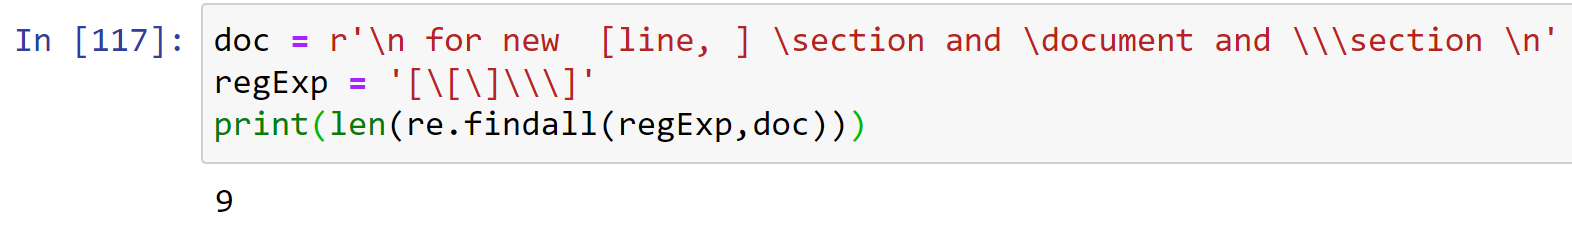 In [117]: doc = r'\n for new  [line, ] \section and \document and \\\section \n'
regExp = '[\[\]\\\]'
print(len(re.findall(regExp,doc)))
9